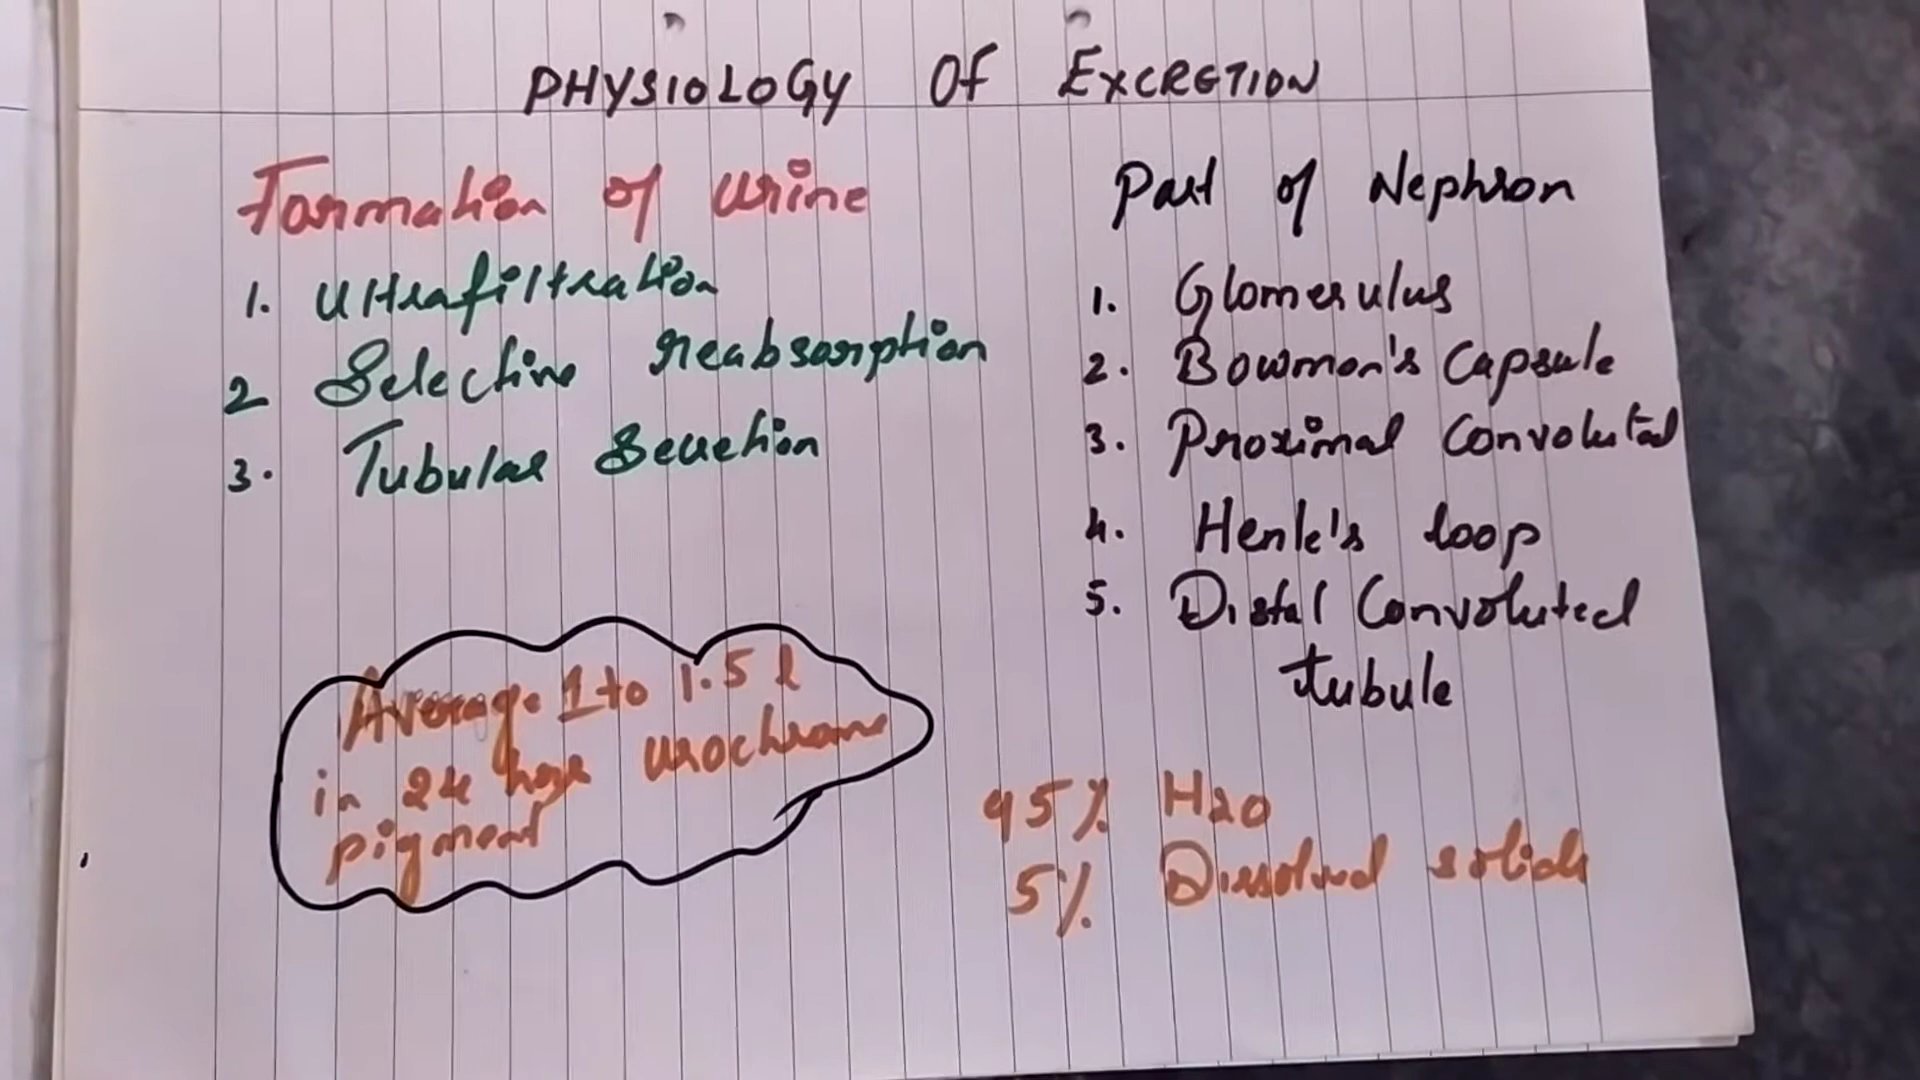 PHYSIOLOGY OF EXCRETION
Formation of urine
1. Ultrafiltration
2 Selective reabsorption
3. Tubular Secretion
Average 1 to 1.5 l
in 24 hour urochrome
pigment
Part of Nephron
1. Glomerulus
2. Bowman's Capsule
3. Proximal Convoluted
4. Henle's loop
5. Distal Convoluted
tubule
95% H2O
5% Dissolved solids